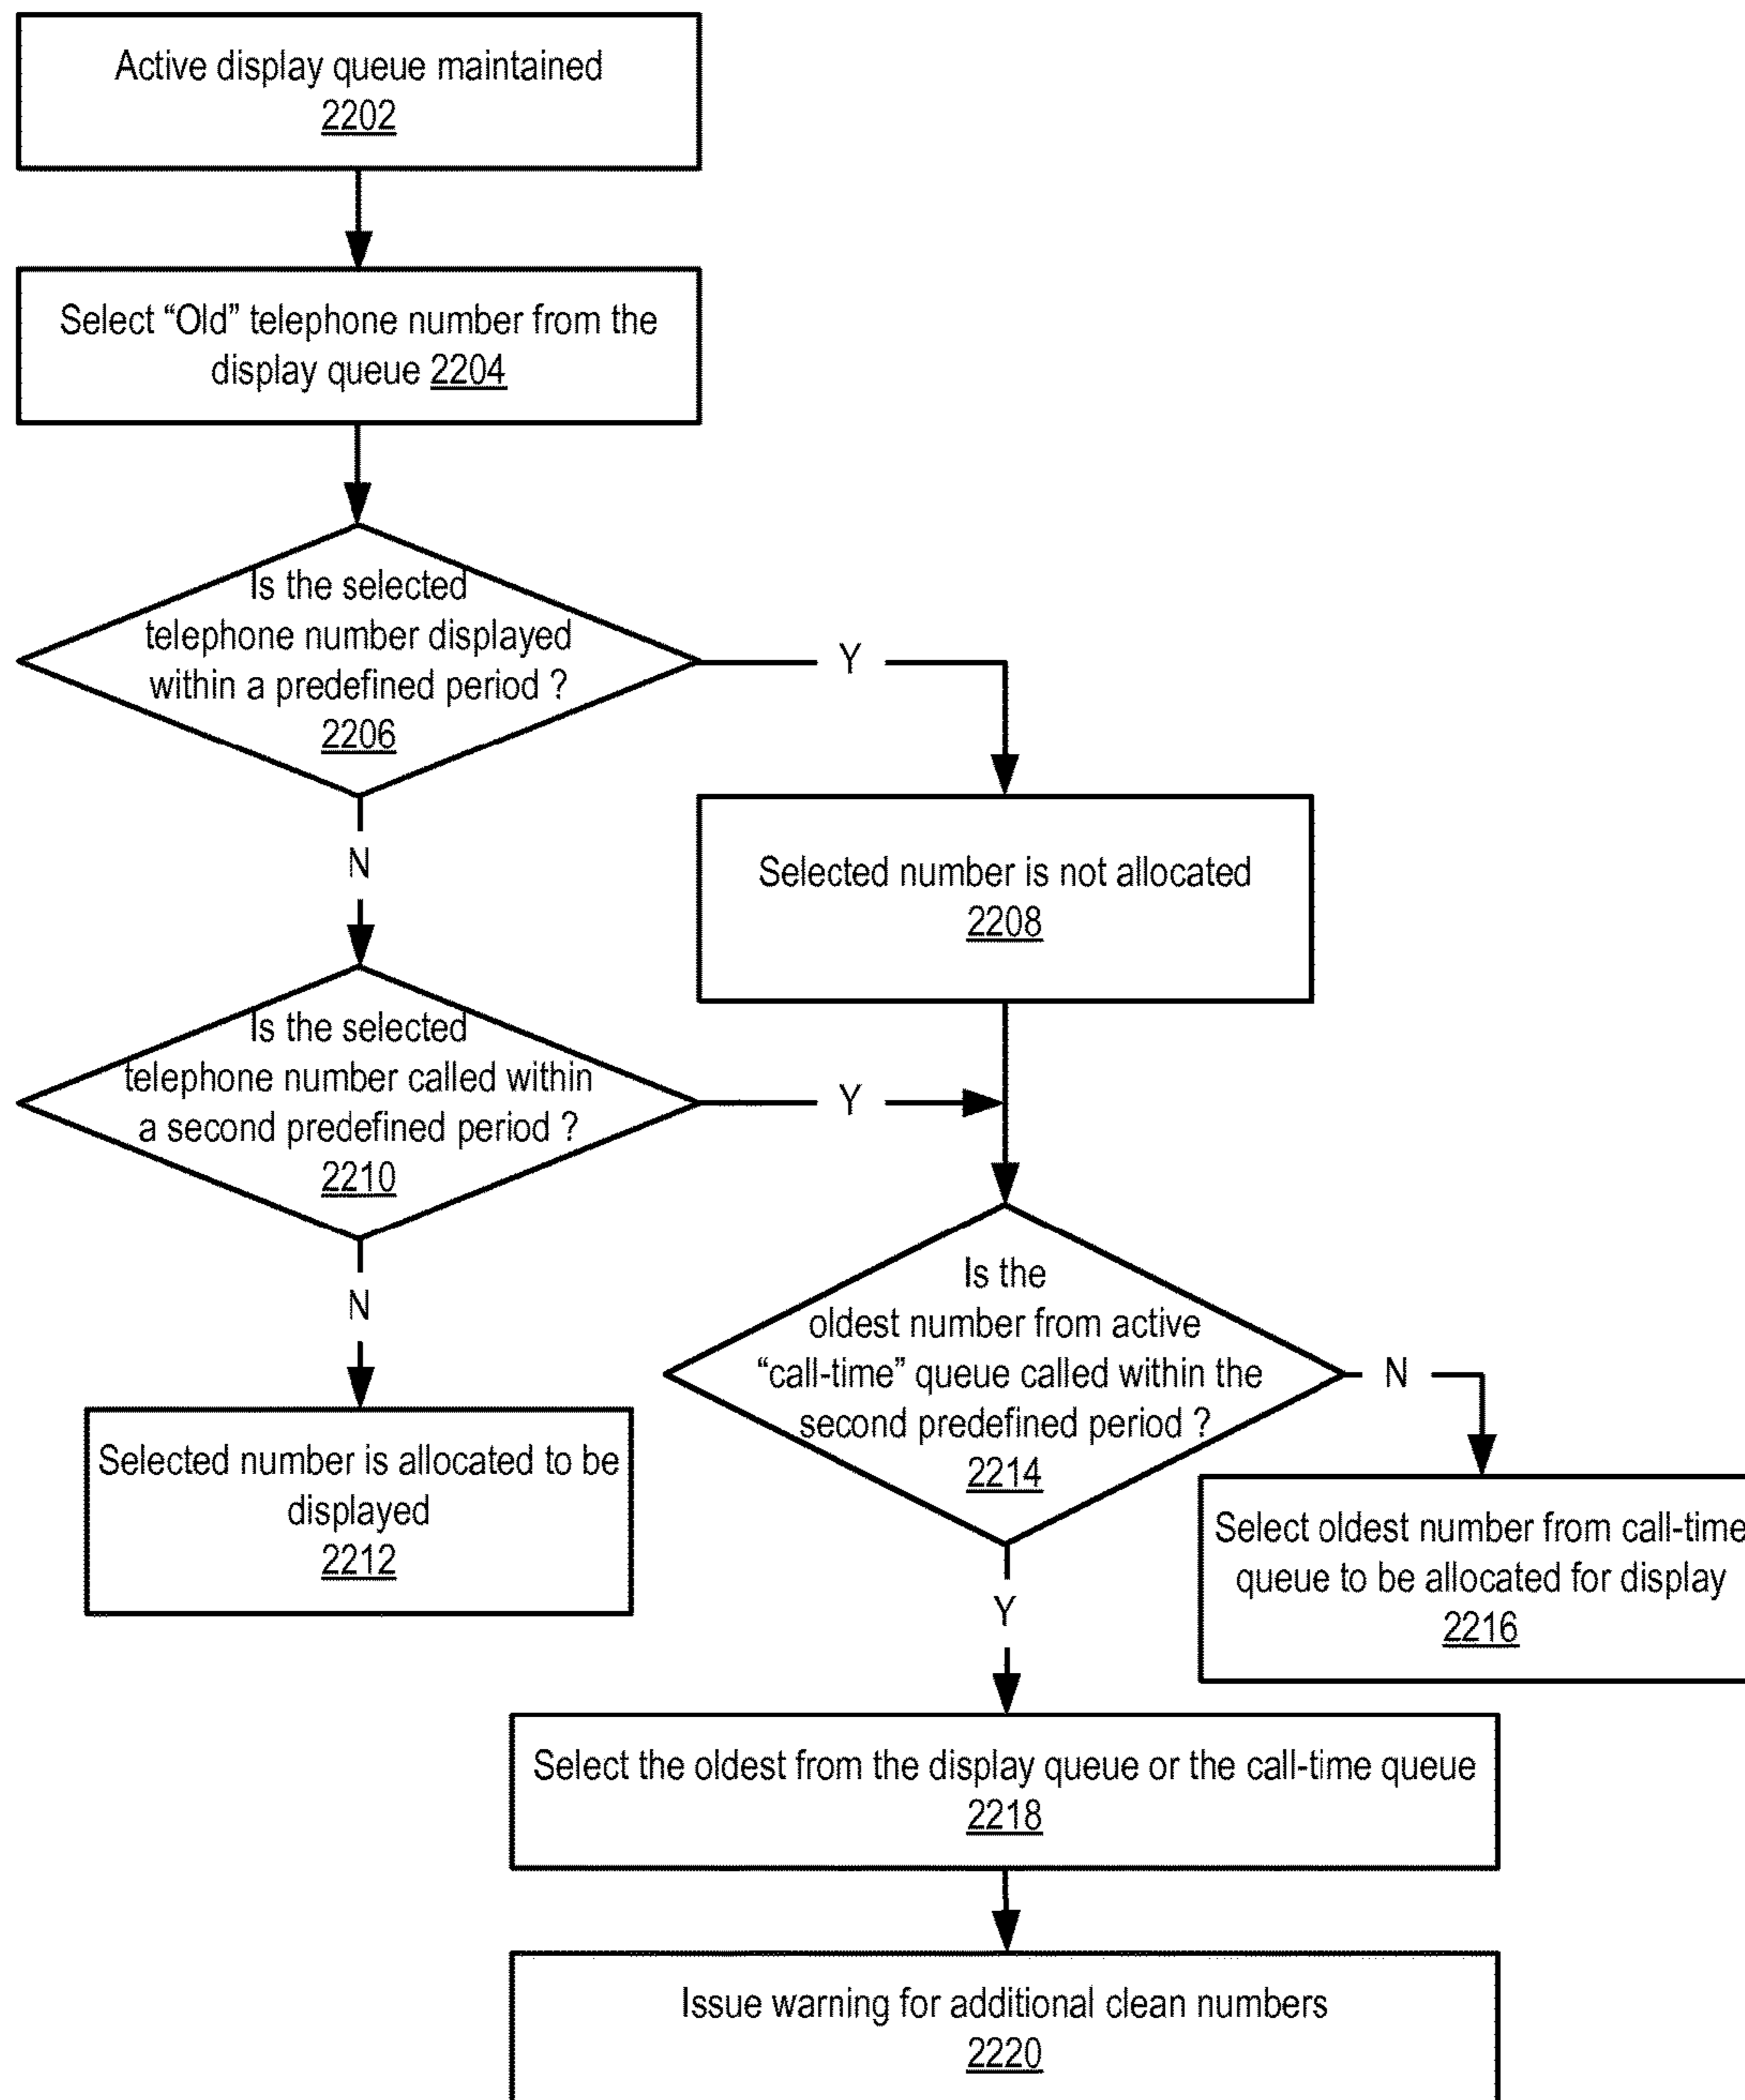 Active display queue maintained
2202
Select “Old” telephone number from the
display queue 2204
Is the selected
telephone number displayed
within a predefined period ?
2206
Y
N
Selected number is not allocated
2208
Is the selected
telephone number called within
a second predefined period ?
2210
Y
N
Is the
oldest number from active
“call-time” queue called within the
second predefined period ?
2214
N
Y
Selected number is allocated to be
displayed
2212
Select oldest number from call-time
queue to be allocated for display
2216
Select the oldest from the display queue or the call-time queue
2218
Issue warning for additional clean numbers
2220